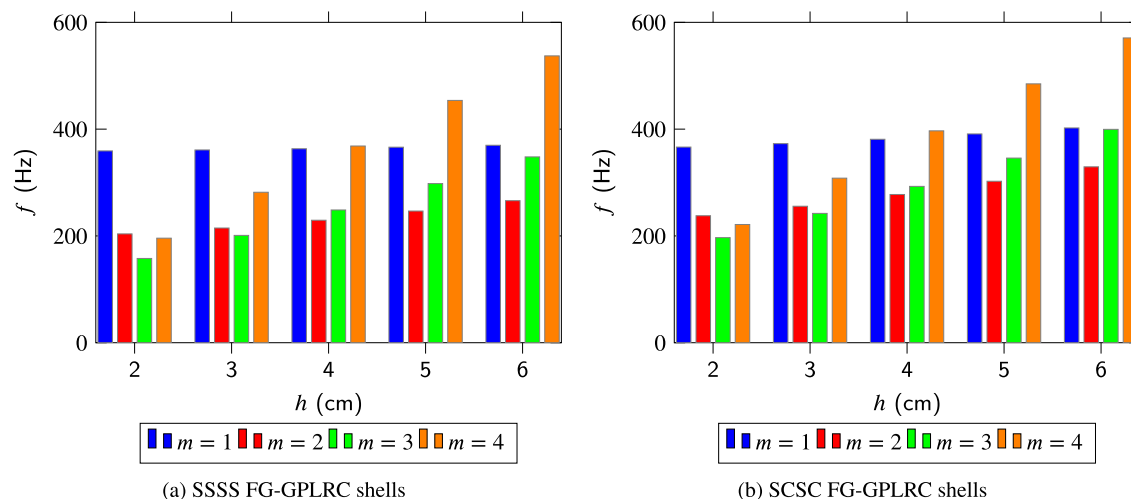 600
400
200
0
f (Hz)
2 3 4 5 6
h (cm)
m = 1 m = 2 m = 3 m = 4
(a) SSSS FG-GPLRC shells
600
400
200
0
f (Hz)
2 3 4 5 6
h (cm)
m = 1 m = 2 m = 3 m = 4
(b) SCSC FG-GPLRC shells